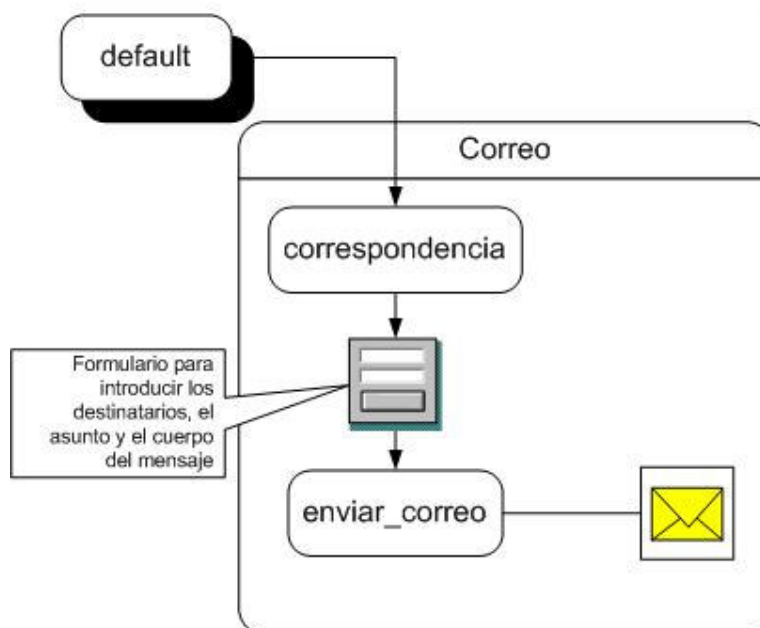 default
Correo
correspondencia
Formulario para
introducir los
destinatarios, el
asunto y el cuerpo
del mensaje
enviar_correo